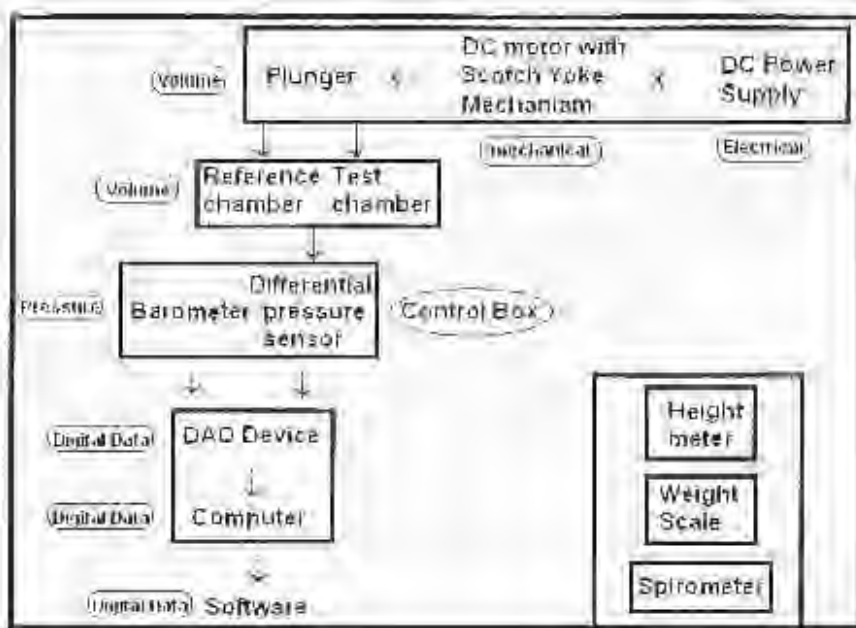 DC motor with
Scotch Yoke
Mechanism
Plunger
DC Power
Supply
Volume
mechanical
Electrical
Reference Test
chamber chamber
Volume
Differential
Barometer pressure
sensor
Pressure
Control Box
DAQ Device
Digital Data
Computer
Digital Data
Software
Digital Data
Height
meter
Weight
Scale
Spirometer